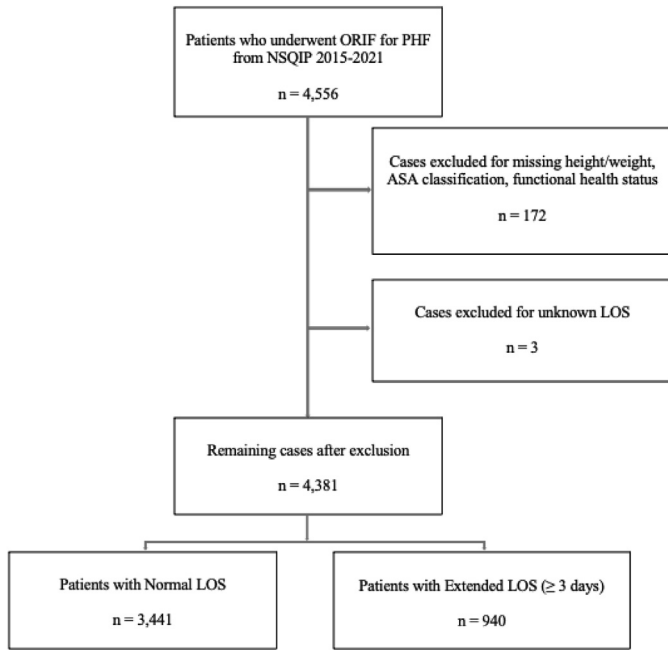 Patients who underwent ORIF for PHF
from NSQIP 2015-2021
n = 4,556
Cases excluded for missing height/weight,
ASA classification, functional health status
n = 172
Cases excluded for unknown LOS
n = 3
Remaining cases after exclusion
n = 4,381
Patients with Normal LOS
n = 3,441
Patients with Extended LOS (≥ 3 days)
n = 940